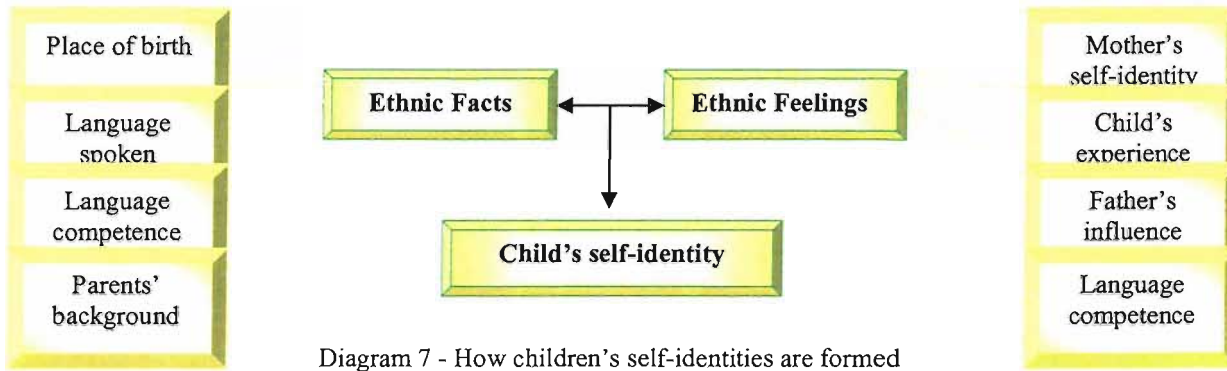 Place of birth
Language
spoken
Language
competence
Parents'
background
Ethnic Facts
Ethnic Feelings
Child's self-identity
Mother's
self-identity
Child's
experience
Father's
influence
Language
competence
Diagram 7 - How children's self-identities are formed